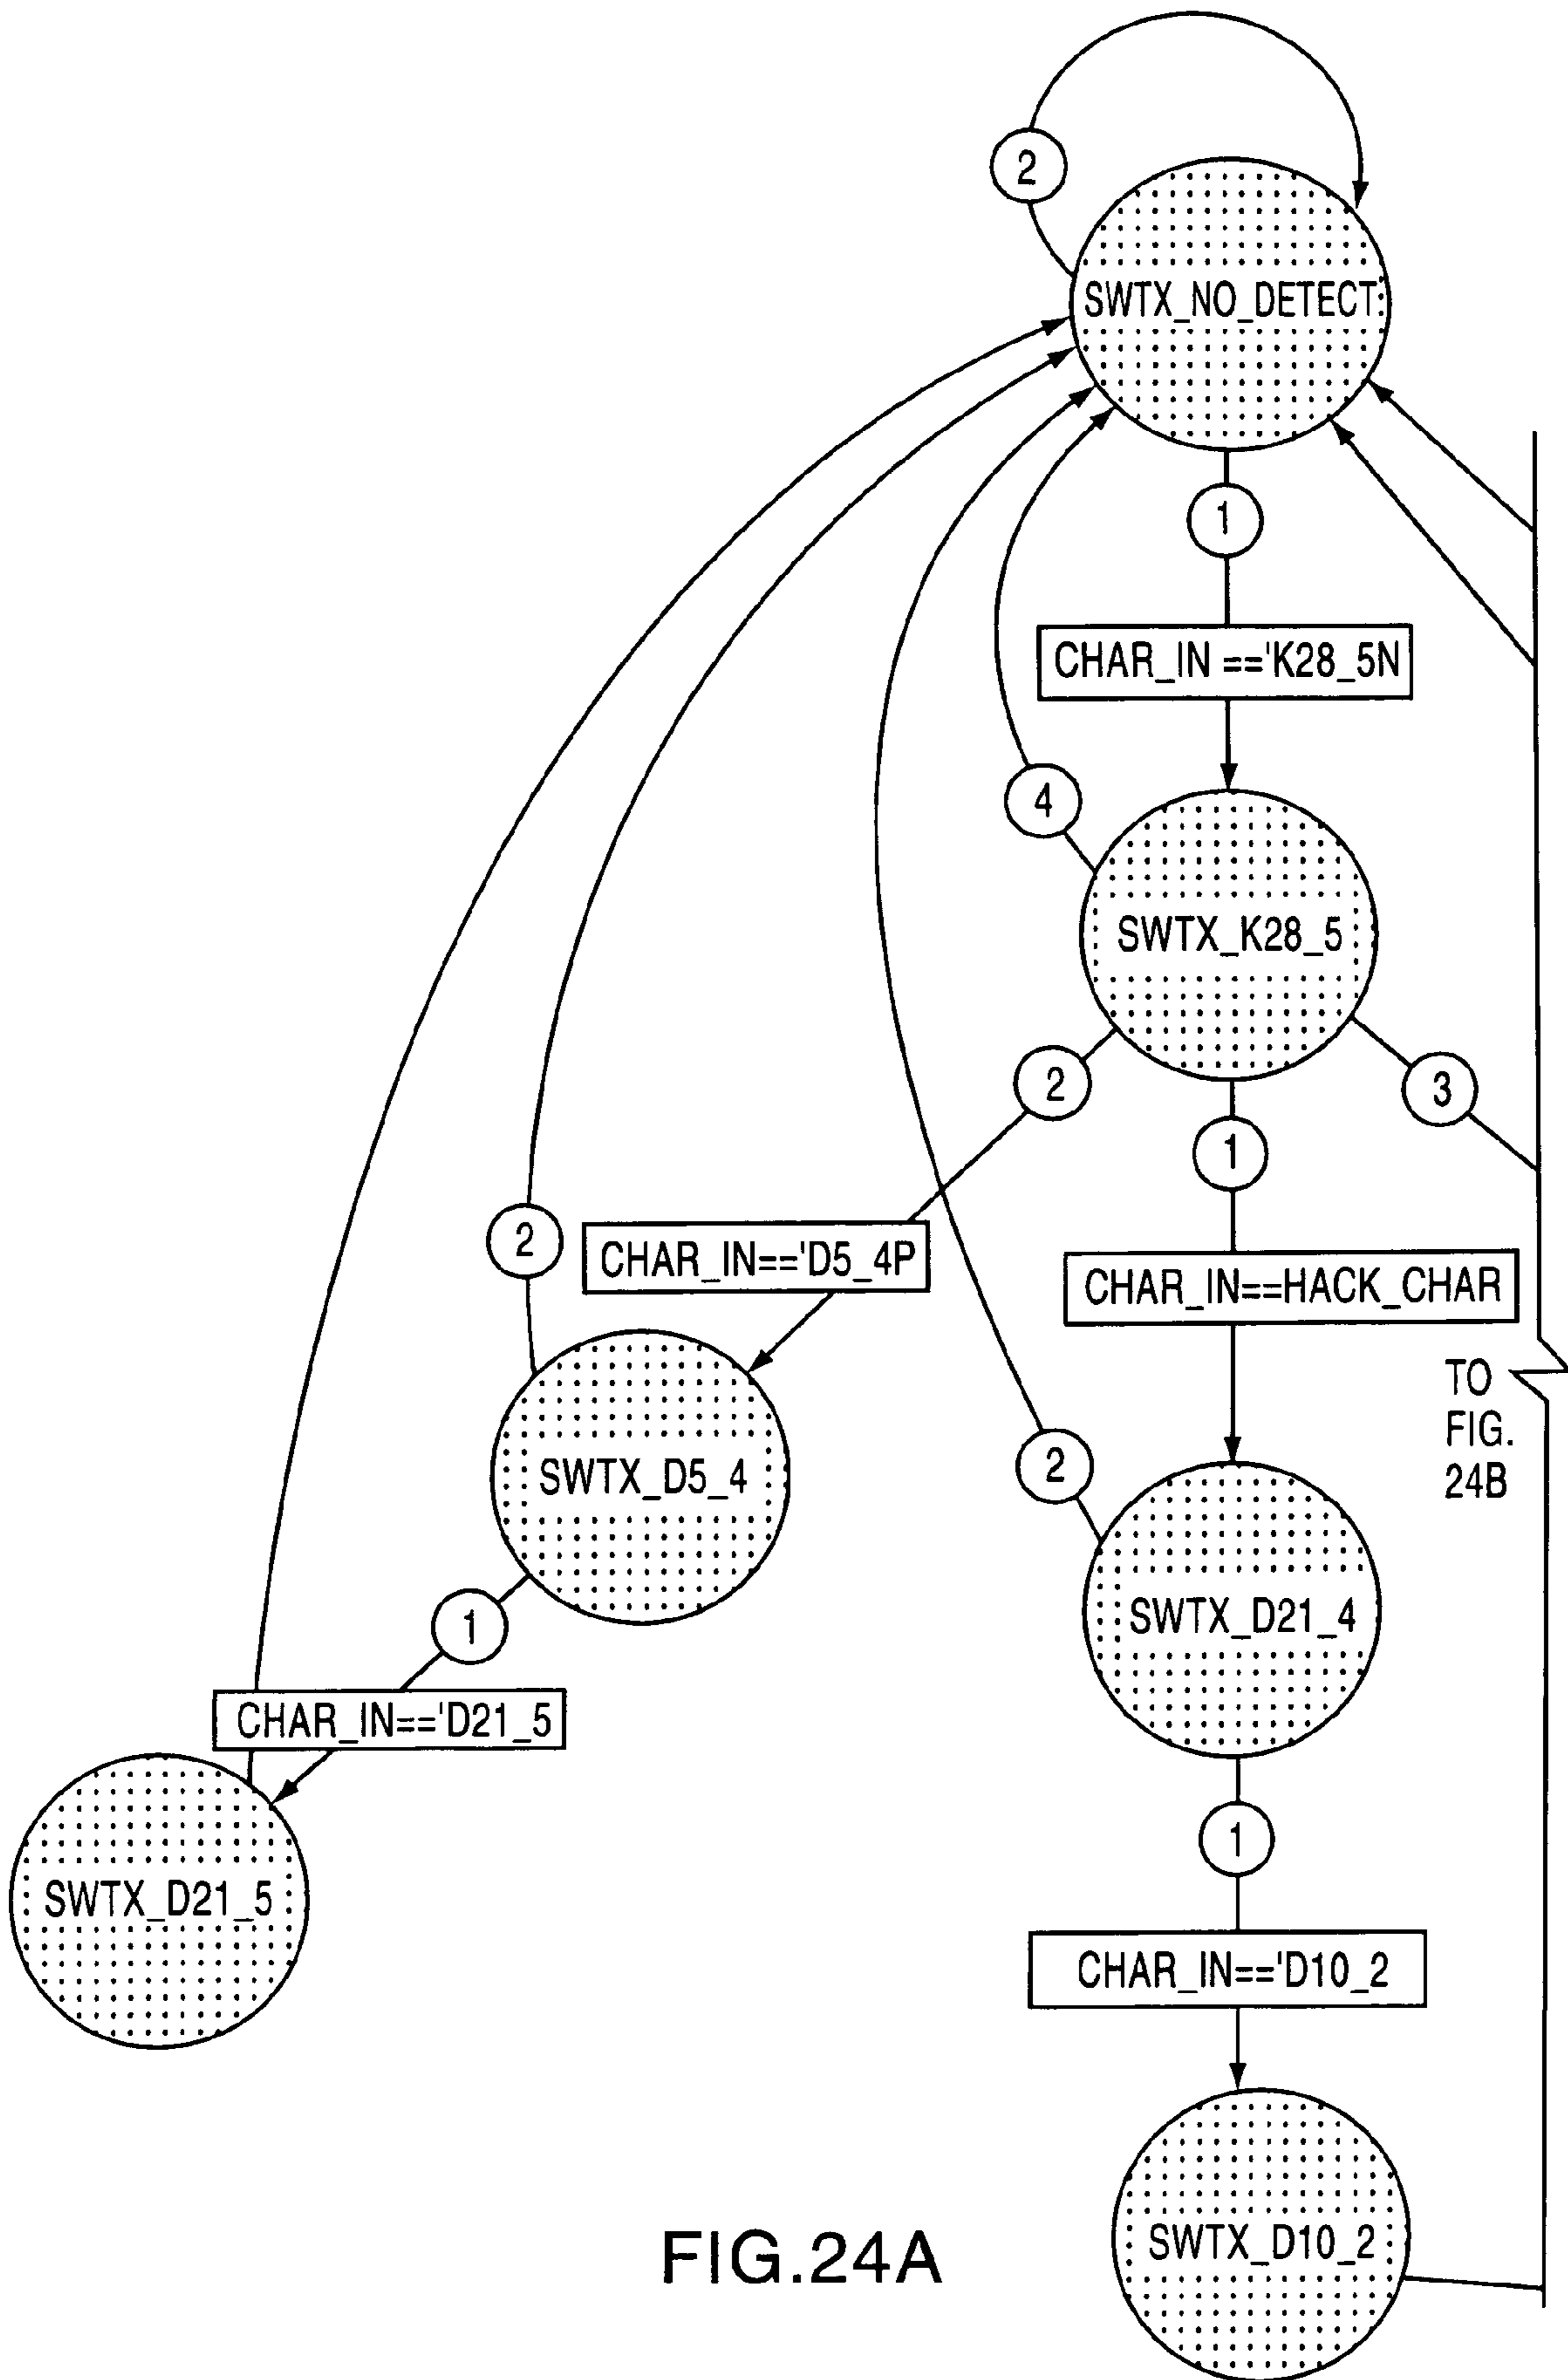 2
SWTX_NO_DETECT
1
CHAR_IN =='K28_5N
4
SWTX_K28_5
2
3
1
2
CHAR_IN=='D5_4P
CHAR_IN==HACK_CHAR
TO
FIG.
24B
2
SWTX_D5_4
SWTX_D21_4
1
CHAR_IN=='D21_5
1
SWTX_D21_5
CHAR_IN=='D10_2
SWTX_D10_2
FIG.24A